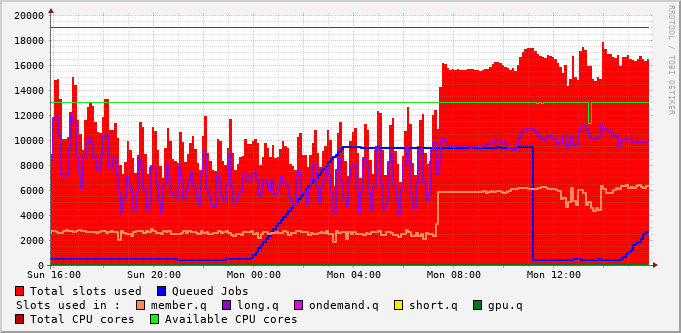 20000
18000
16000
14000
12000
10000
8000
6000
4000
2000
0
Sun 16:00 Sun 20:00 Mon 00:00 Mon 04:00 Mon 08:00 Mon 12:00
Total slots used Queued Jobs
Slots used in : member.q long.q ondemand.q short.q gpu.q
Total CPU cores Available CPU cores
RRDTOOL / TOBI OETIKER